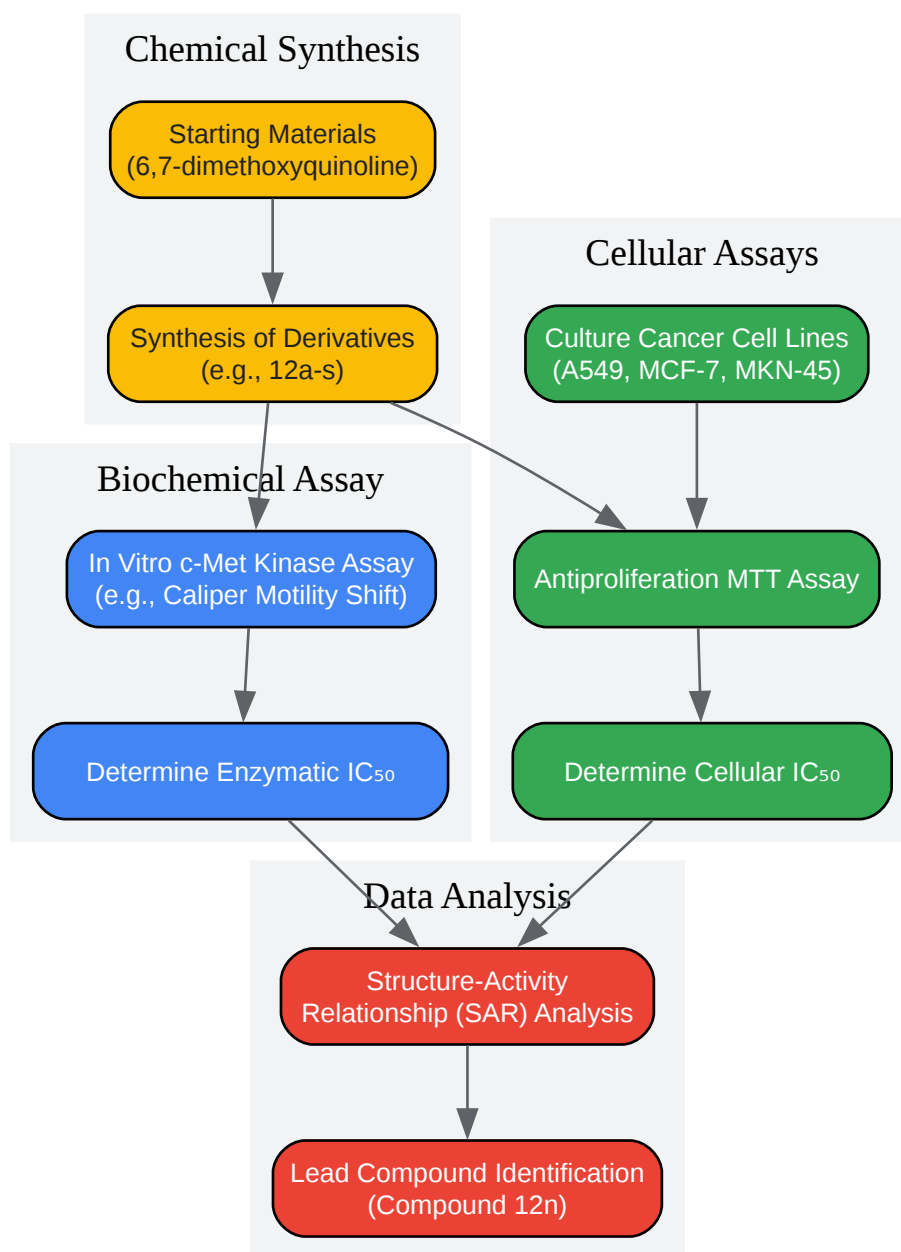 Chemical Synthesis
Starting Materials
(6,7-dimethoxyquinoline)
Synthesis of Derivatives
(e.g., 12a-s)
Cellular Assays
Culture Cancer Cell Lines
(A549, MCF-7, MKN-45)
Biochemical Assay
In Vitro c-Met Kinase Assay
(e.g., Caliper Motility Shift)
Antiproliferation MTT Assay
Determine Enzymatic IC₅₀
Determine Cellular IC₅₀
Data Analysis
Structure-Activity
Relationship (SAR) Analysis
Lead Compound Identification
(Compound 12n)